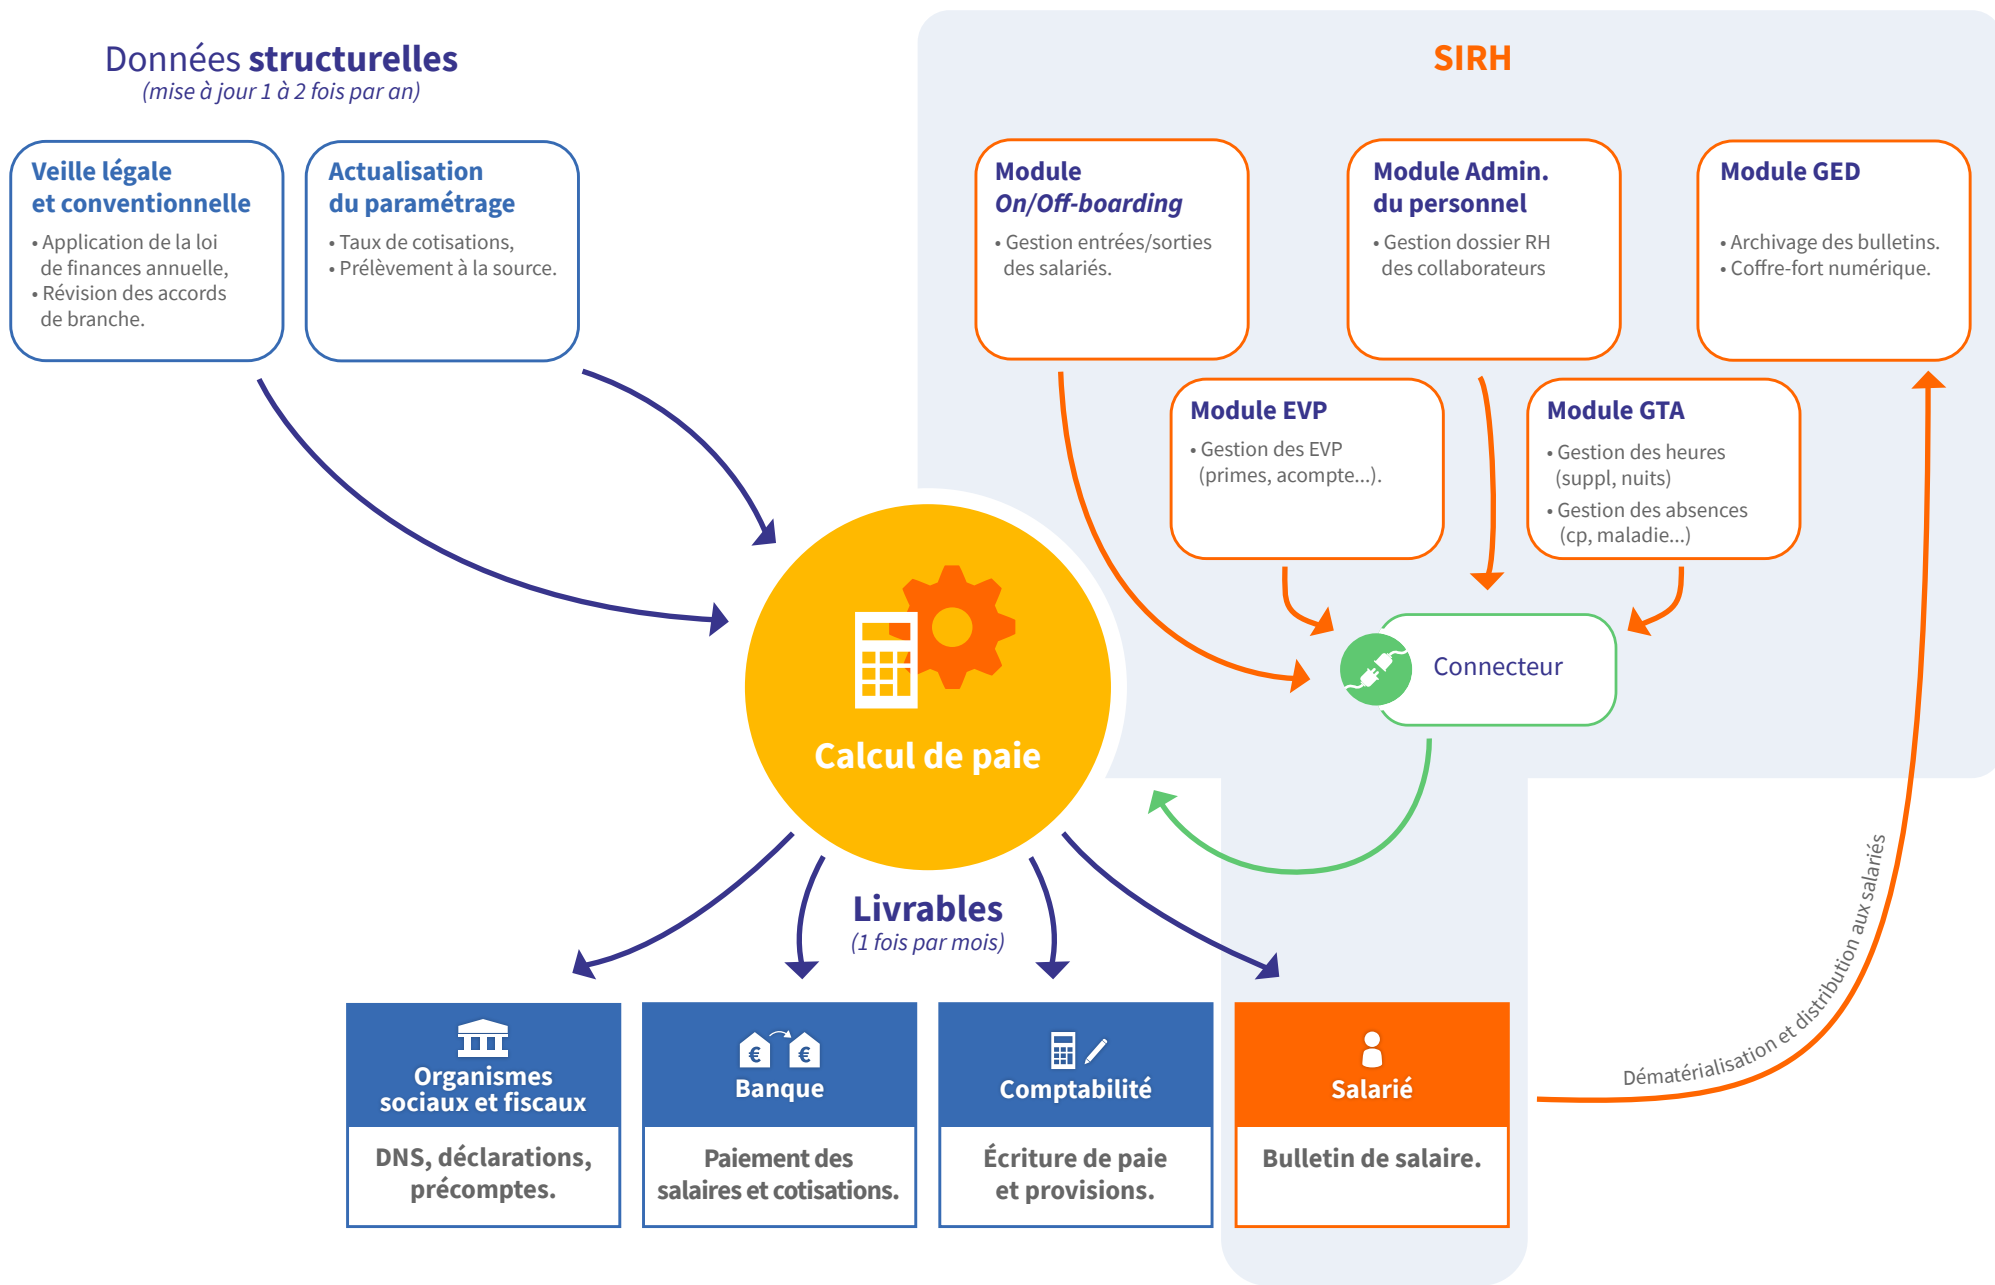 Données structurelles
(mise à jour 1 à 2 fois par an)
Veille légale
et conventionnelle
• Application de la loi
de finances annuelle,
• Révision des accords
de branche.
Actualisation
du paramétrage
• Taux de cotisations,
• Prélèvement à la source.
SIRH
Module
On/Off-boarding
• Gestion entrées/sorties
des salariés.
Module Admin.
du personnel
• Gestion dossier RH
des collaborateurs
Module GED
• Archivage des bulletins.
• Coffre-fort numérique.
Module EVP
• Gestion des EVP
(primes, acompte...).
Module GTA
• Gestion des heures
(suppl, nuits)
• Gestion des absences
(cp, maladie...)
Connecteur
Calcul de paie
Livrables
(1 fois par mois)
Organismes
sociaux et fiscaux
DNS, déclarations,
précomptes.
€ €
Banque
Paiement des
salaires et cotisations.
Comptabilité
Écriture de paie
et provisions.
Salarié
Bulletin de salaire.
Dématérialisation et distribution aux salariés